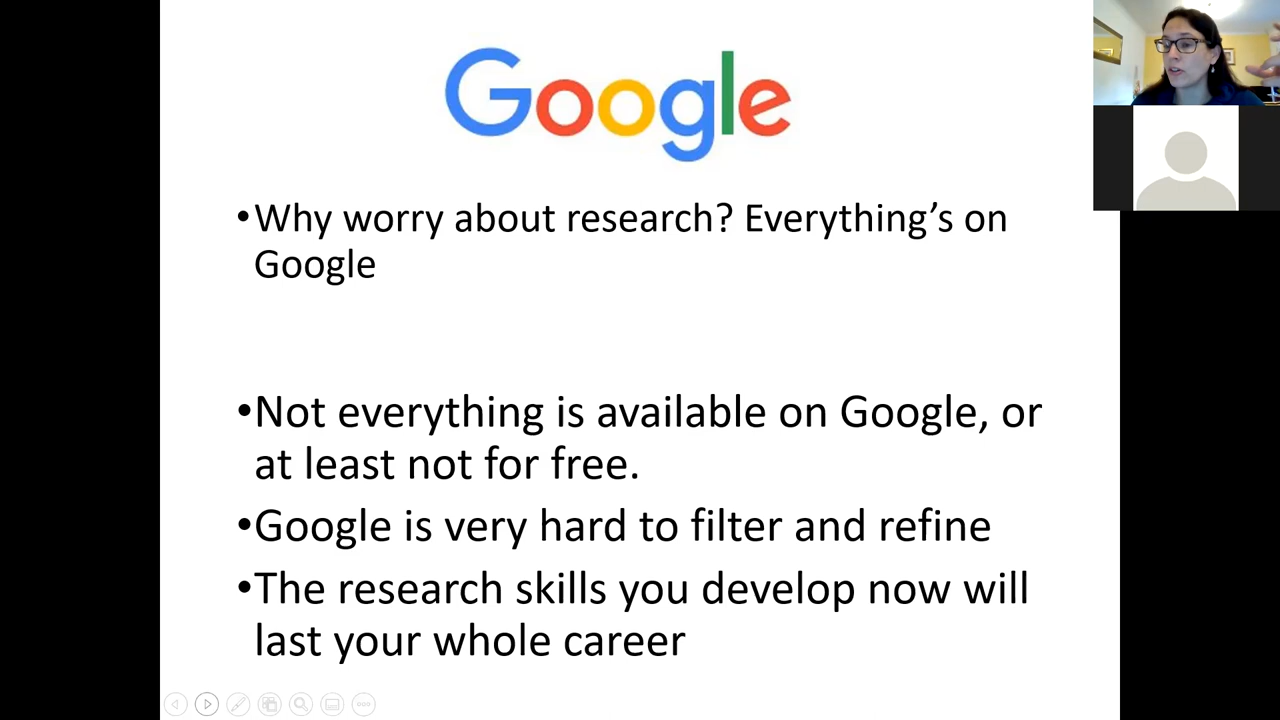 Google
•Why worry about research? Everything’s on
Google
•Not everything is available on Google, or
at least not for free.
•Google is very hard to filter and refine
•The research skills you develop now will
last your whole career